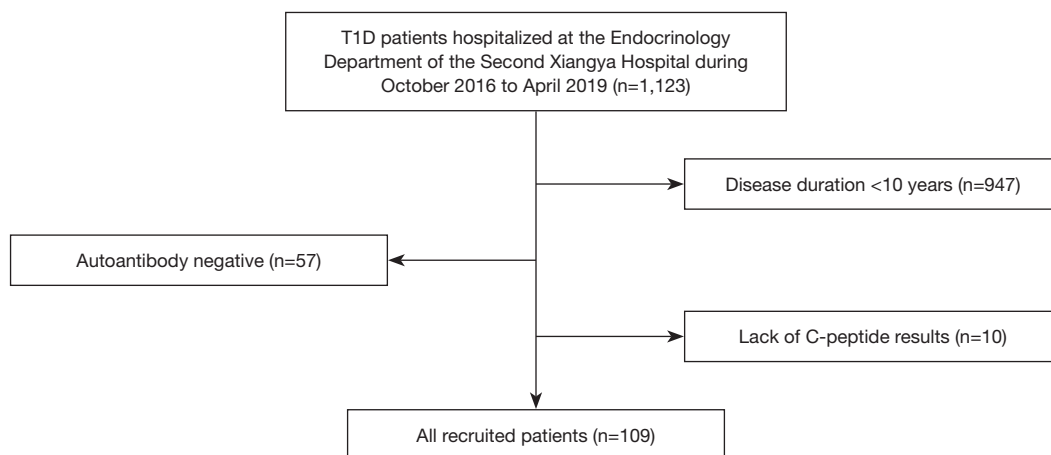 T1D patients hospitalized at the Endocrinology
Department of the Second Xiangya Hospital during
October 2016 to April 2019 (n=1,123)
Disease duration <10 years (n=947)
Autoantibody negative (n=57)
Lack of C-peptide results (n=10)
All recruited patients (n=109)